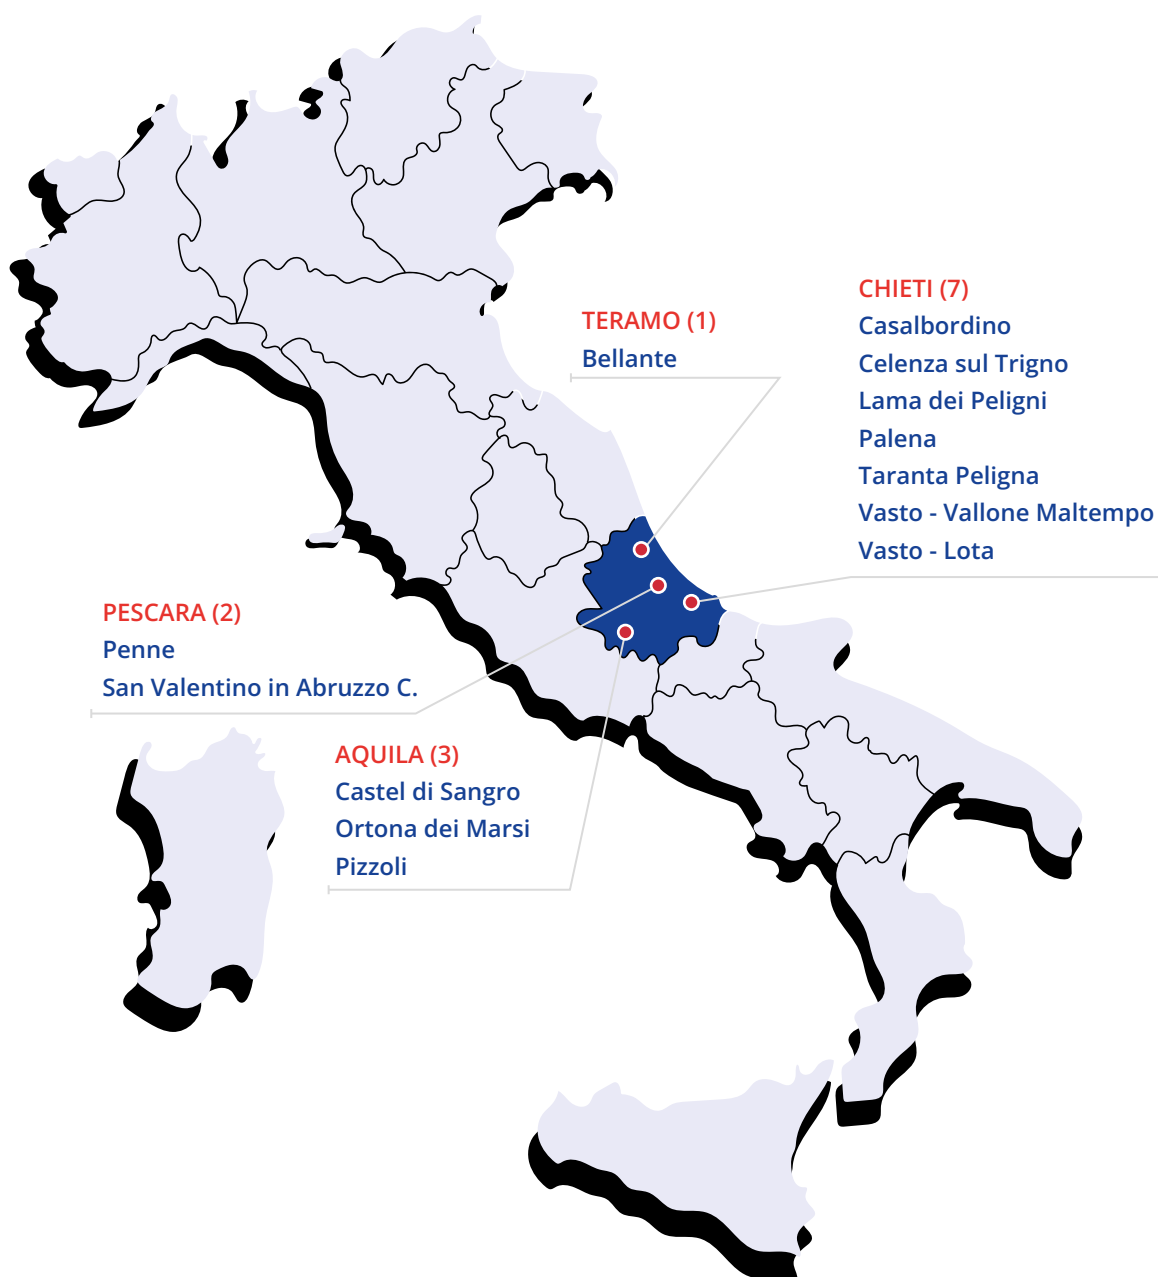 TERAMO (1)
Bellante
CHIETI (7)
Casalbordino
Celenza sul Trigno
Lama dei Peligni
Palena
Taranta Peligna
Vasto - Vallone Maltempo
Vasto - Lota
PESCARA (2)
Penne
San Valentino in Abruzzo C.
AQUILA (3)
Castel di Sangro
Ortona dei Marsi
Pizzoli